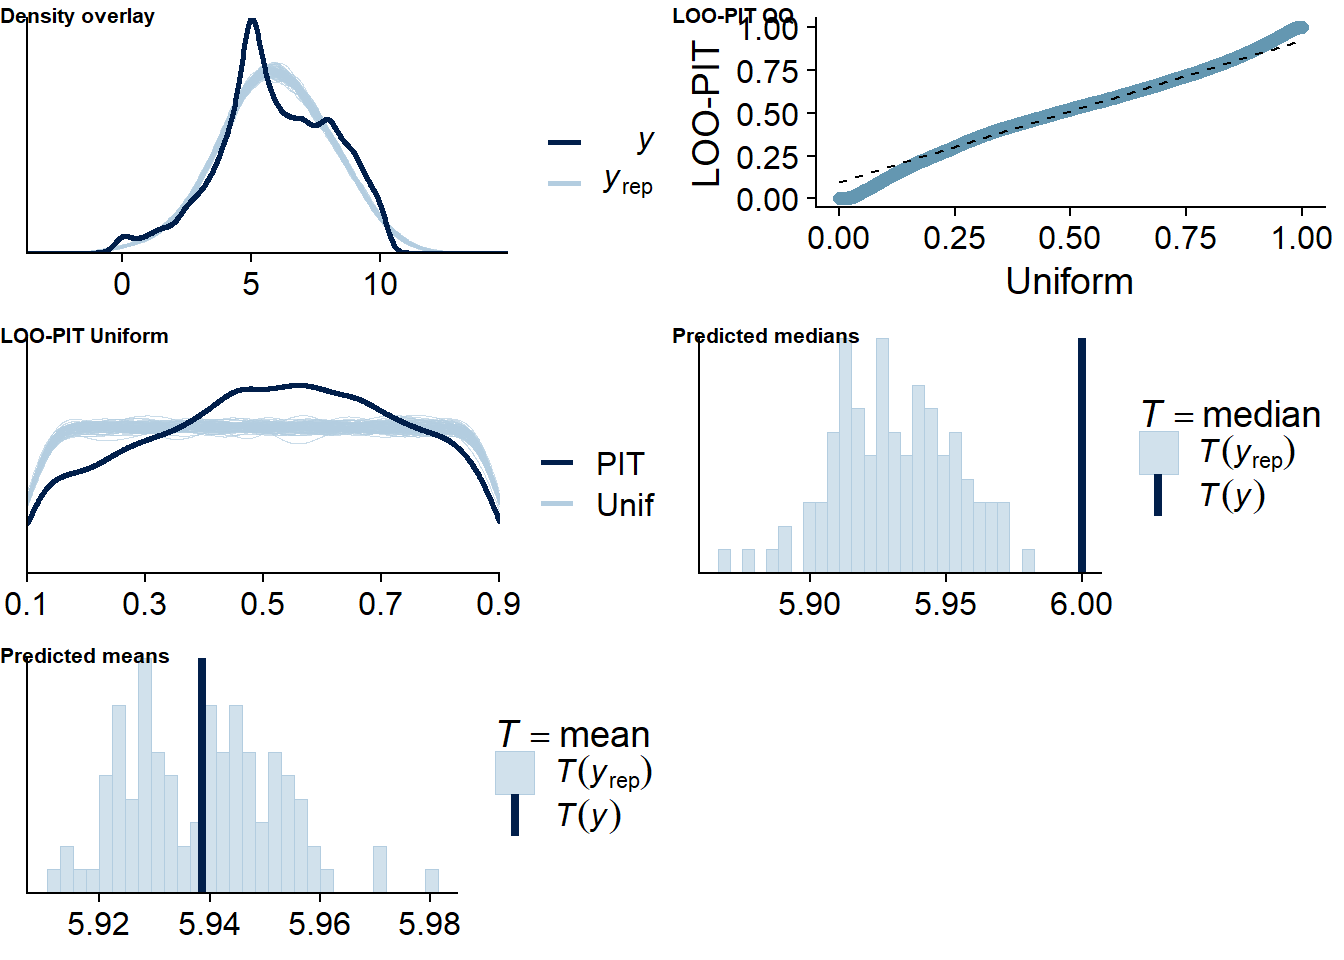 Density overlay
y
yrep
0 5 10
LOO-PIT QQ
LOO-PIT
1.00
0.75
0.50
0.25
0.00
0.00 0.25 0.50 0.75 1.00
Uniform
LOO-PIT Uniform
PIT
Unif
0.1 0.3 0.5 0.7 0.9
Predicted medians
T = median
T(yrep)
T(y)
5.90 5.95 6.00
Predicted means
T = mean
T(yrep)
T(y)
5.92 5.94 5.96 5.98